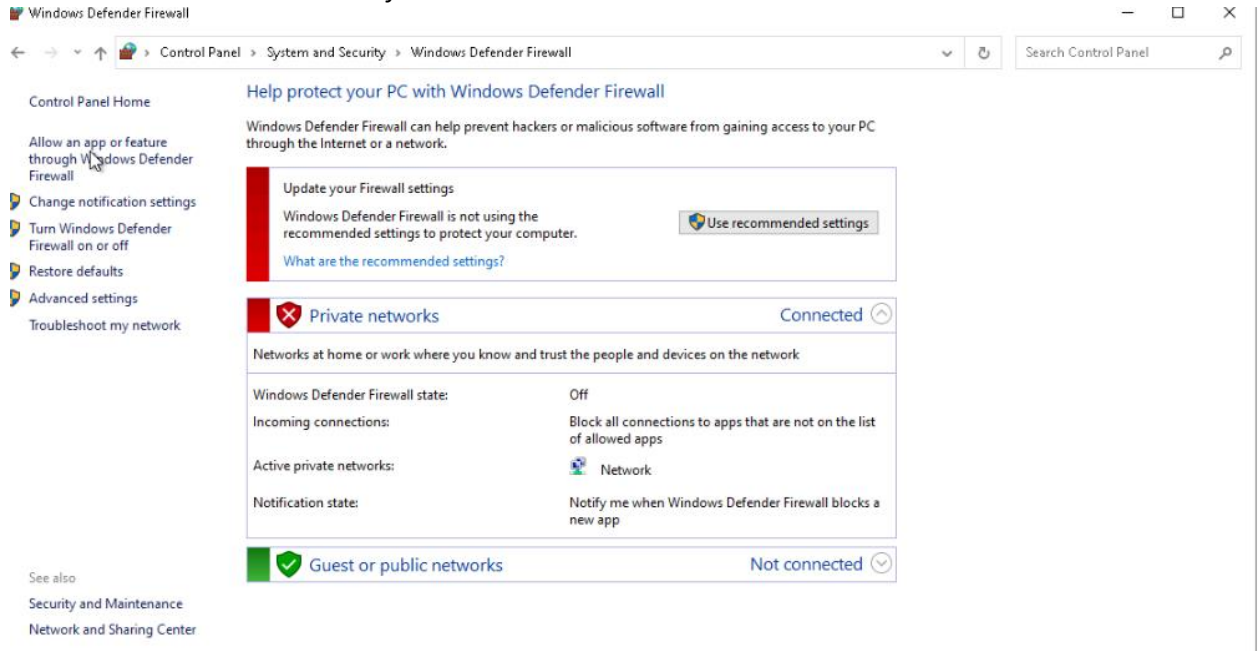 Windows Defender Firewall
Control Panel > System and Security > Windows Defender Firewall
Search Control Panel
Control Panel Home
Allow an app or feature
through Windows Defender
Firewall
Change notification settings
Turn Windows Defender
Firewall on or off
Restore defaults
Advanced settings
Troubleshoot my network
See also
Security and Maintenance
Network and Sharing Center
Help protect your PC with Windows Defender Firewall
Windows Defender Firewall can help prevent hackers or malicious software from gaining access to your PC
through the Internet or a network.
Update your Firewall settings
Windows Defender Firewall is not using the
recommended settings to protect your computer.
What are the recommended settings?
Use recommended settings
Private networks
Connected
Networks at home or work where you know and trust the people and devices on the network
Windows Defender Firewall state:
Off
Incoming connections:
Block all connections to apps that are not on the list
of allowed apps
Active private networks:
Network
Notification state:
Notify me when Windows Defender Firewall blocks a
new app
Guest or public networks
Not connected